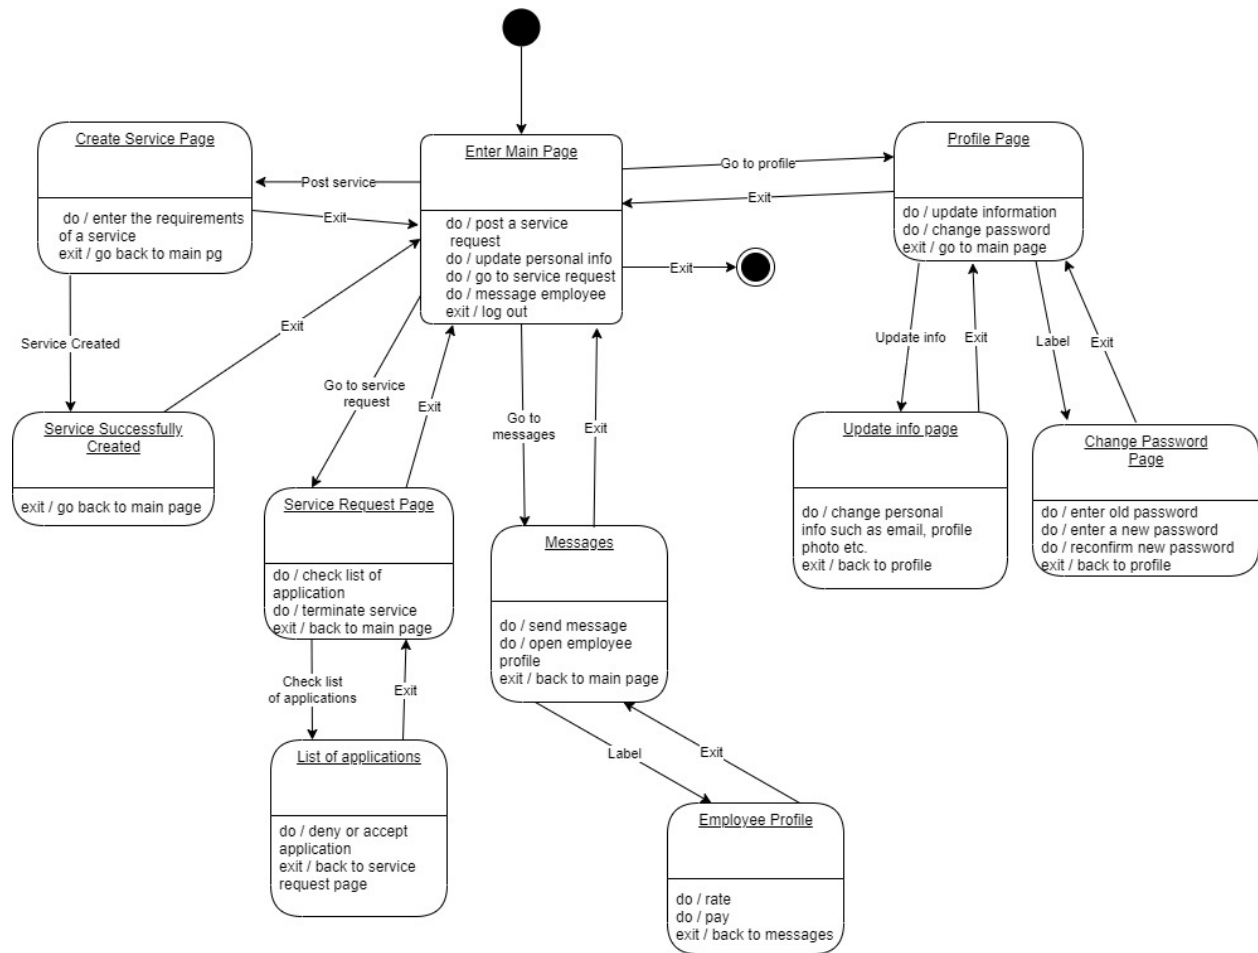 Create Service Page
do / enter the requirements
of a service
exit / go back to main pg
Enter Main Page
do / post a service
request
do / update personal info
do / go to service request
do / message employee
exit / log out
Profile Page
do / update information
do / change password
exit / go to main page
Post service
Exit
Go to profile
Exit
Exit
Service Created
Exit
Go to service
request
Exit
Go to
messages
Exit
Update info
Exit
Label
Exit
Service Successfully
Created
exit / go back to main page
Service Request Page
do / check list of
application
do / terminate service
exit / back to main page
Messages
do / send message
do / open employee
profile
exit / back to main page
Update info page
do / change personal
info such as email, profile
photo etc.
exit / back to profile
Change Password
Page
do / enter old password
do / enter a new password
do / reconfirm new password
exit / back to profile
Check list
of applications
Exit
Label
Exit
List of applications
do / deny or accept
application
exit / back to service
request page
Employee Profile
do / rate
do / pay
exit / back to messages